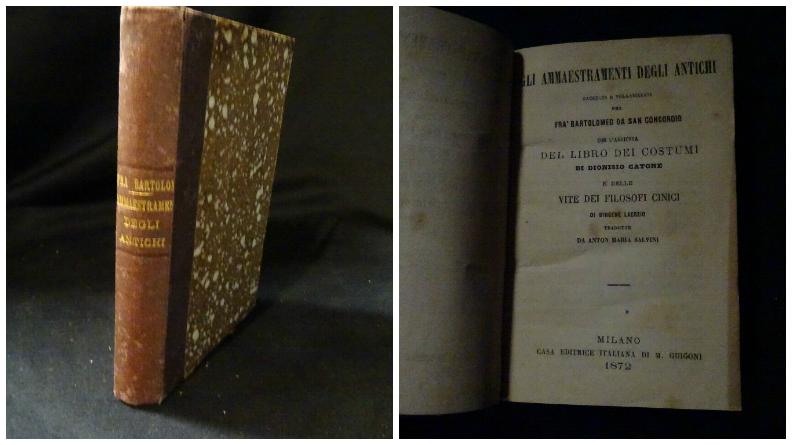 FRA BARTOLOM
AMMAESTRAMEN
DEGLI
ANTICHI
GLI AMMAESTRAMENTI DEGLI ANTICHI
RACCOLTI E VOLGARIZZATI
PER
FRA' BARTOLOMEO DA SAN CONCORDIO
CON L'AGGIUNTA
DEL LIBRO DEI COSTUMI
DI DIONISIO CATONE
E DELLE
VITE DEI FILOSOFI CINICI
DI DIOGENE LAERZIO
TRADOTTE
DA ANTON MARIA SALVINI
MILANO
CASA EDITRICE ITALIANA DI M. GUIGONI
1872